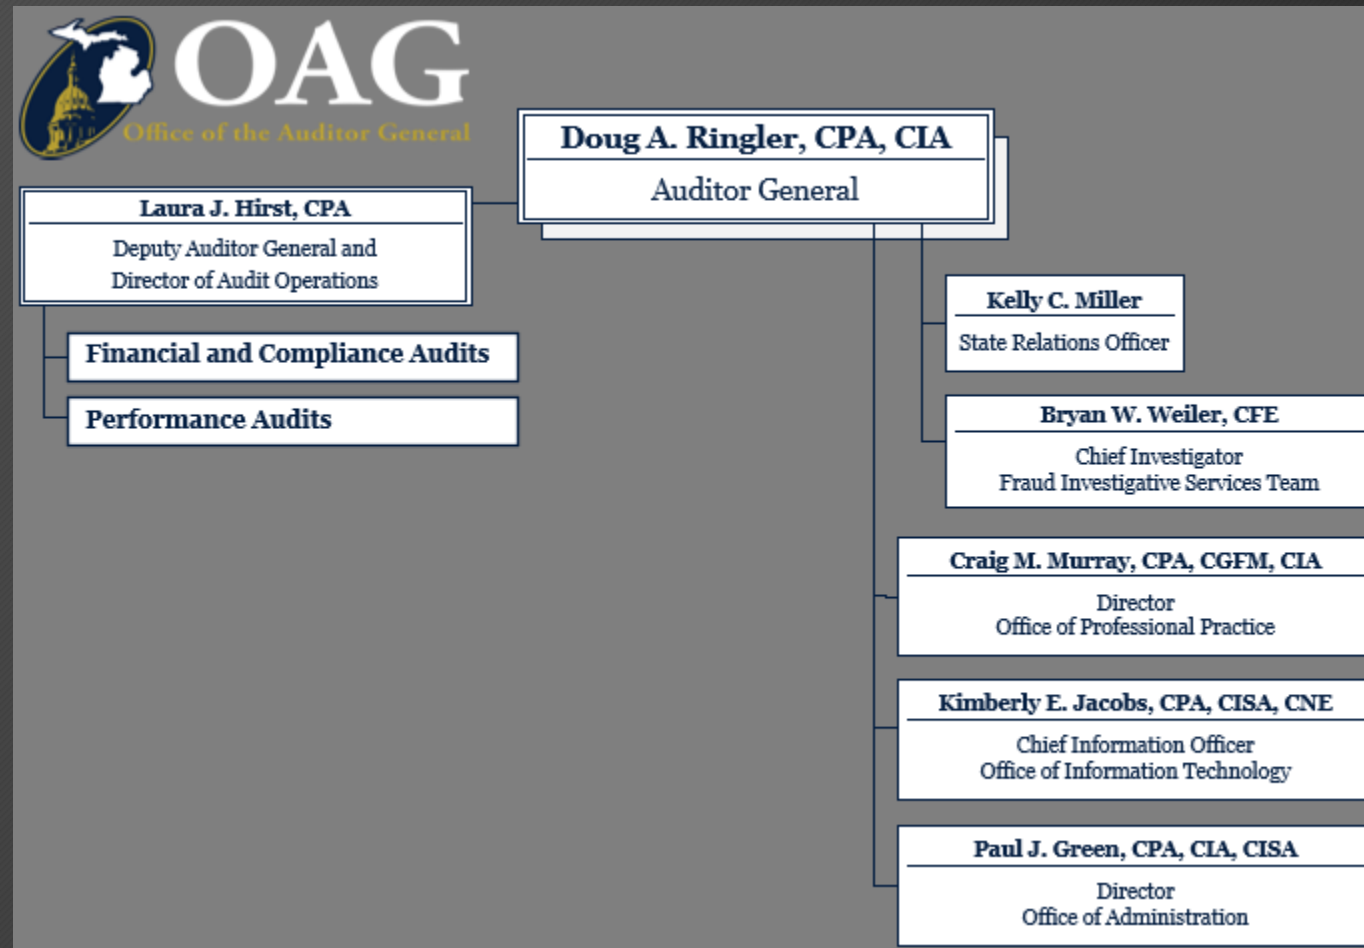 OAG
Office of the Auditor General
Doug A. Ringler, CPA, CIA
Auditor General
Laura J. Hirst, CPA
Deputy Auditor General and
Director of Audit Operations
Financial and Compliance Audits
Performance Audits
Kelly C. Miller
State Relations Officer
Bryan W. Weiler, CFE
Chief Investigator
Fraud Investigative Services Team
Craig M. Murray, CPA, CGFM, CIA
Director
Office of Professional Practice
Kimberly E. Jacobs, CPA, CISA, CNE
Chief Information Officer
Office of Information Technology
Paul J. Green, CPA, CIA, CISA
Director
Office of Administration